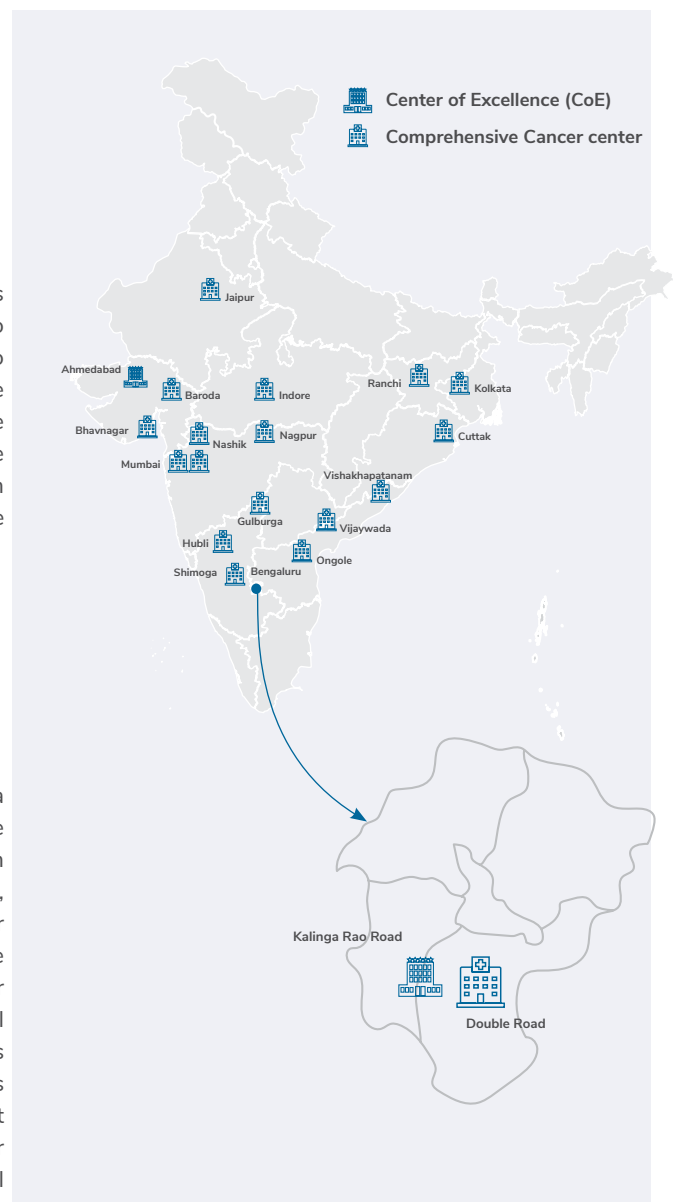 Center of Excellence (CoE)
Comprehensive Cancer center
Jaipur
Ahmedabad
Baroda
Indore
Ranchi
Kolkata
Bhavnagar
Nashik
Nagpur
Cuttak
Mumbai
Vishakhapatanam
Gulburga
Vijaywada
Hubli
Ongole
Shimoga
Bengaluru
Kalinga Rao Road
Double Road